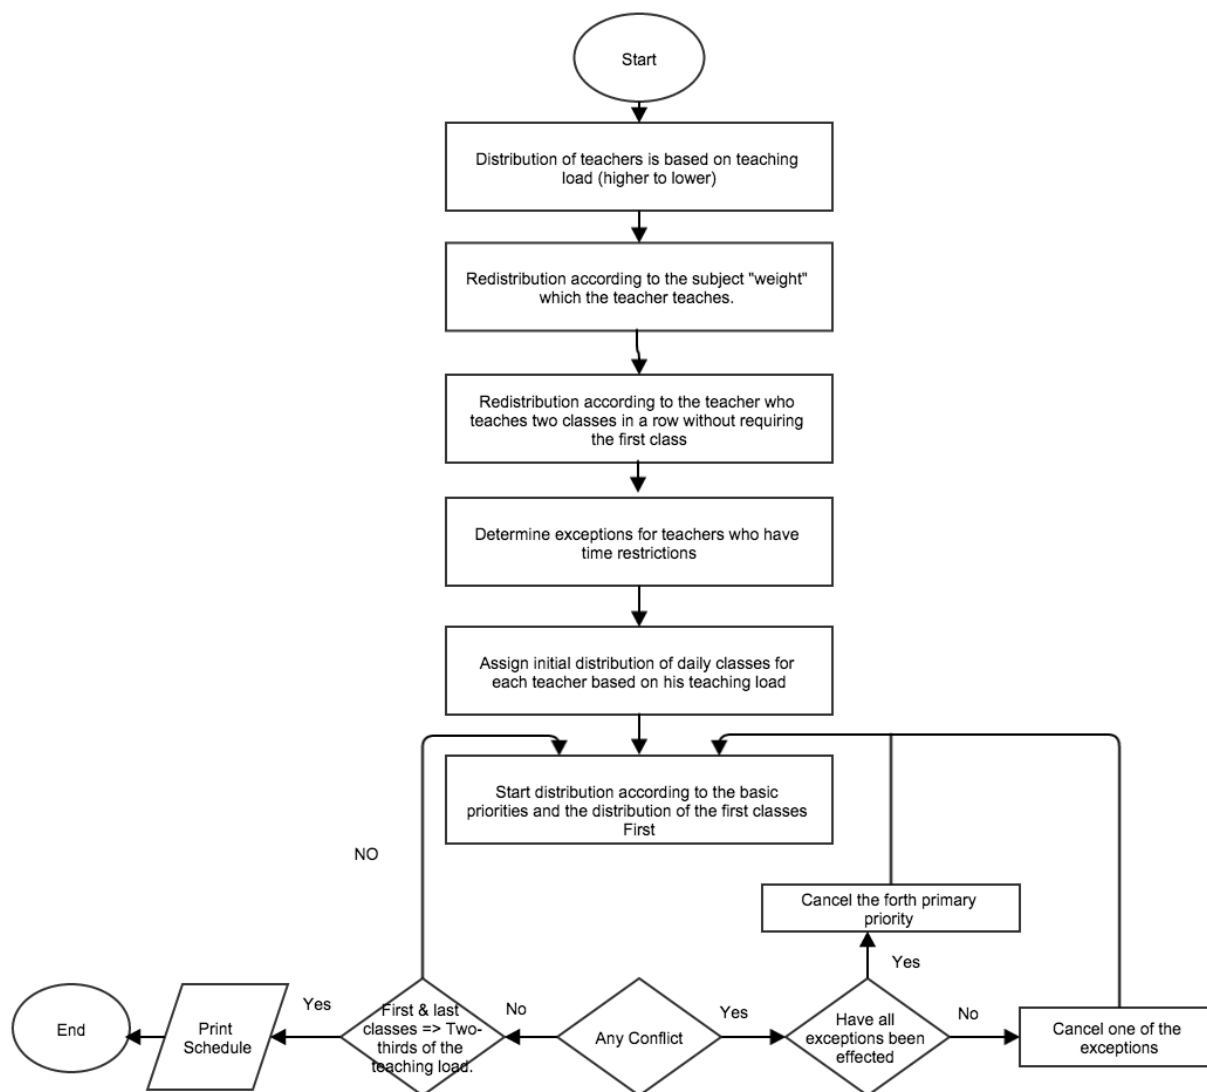 Start
Distribution of teachers is based on teaching
load (higher to lower)
Redistribution according to the subject "weight"
which the teacher teaches.
Redistribution according to the teacher who
teaches two classes in a row without requiring
the first class
Determine exceptions for teachers who have
time restrictions
Assign initial distribution of daily classes for
each teacher based on his teaching load
Start distribution according to the basic
priorities and the distribution of the first classes
First
NO
Cancel the forth primary
priority
Yes
End
Print
Schedule
Yes
First & last
classes => Two-
thirds of the
teaching load.
No
Any Conflict
Yes
Have all
exceptions been
effected
No
Cancel one of the
exceptions